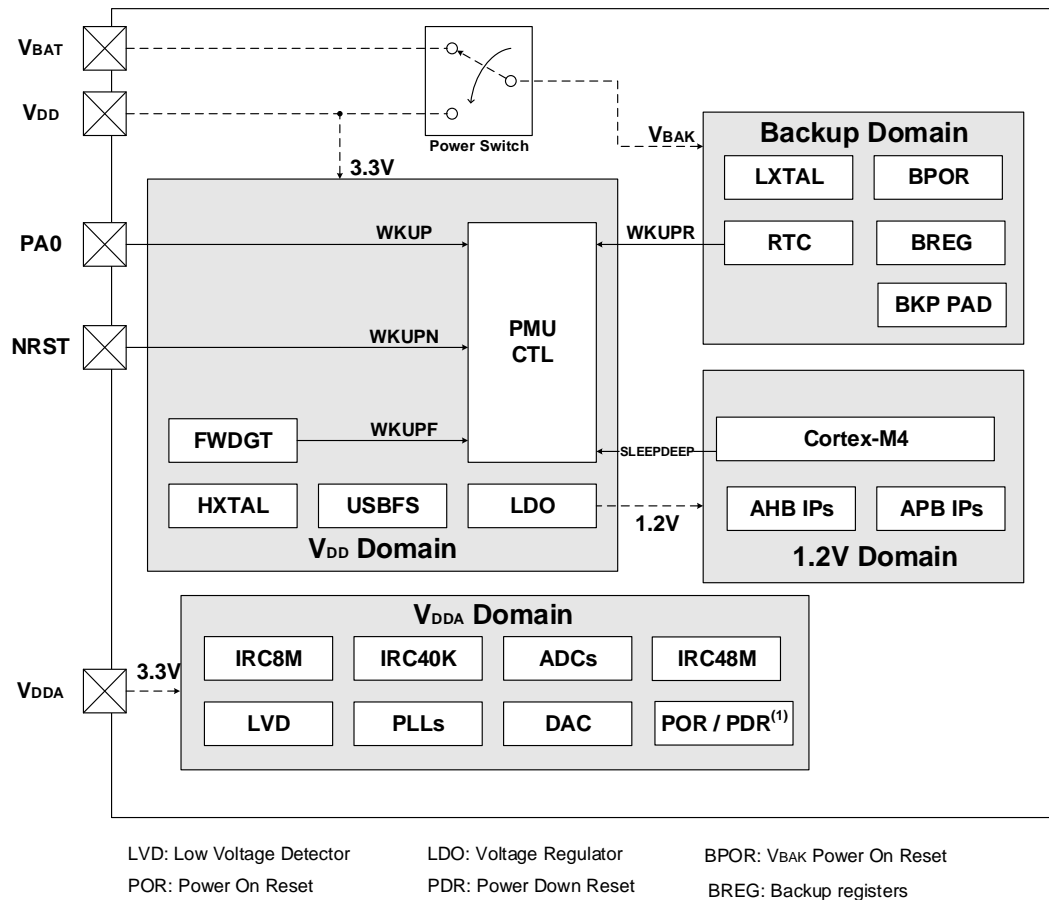 VBAT
VDD
Power Switch
3.3V
VBAK
Backup Domain
LXTAL
BPOR
RTC
BREG
BKP PAD
PA0
WKUP
WKUPR
NRST
WKUPN
PMU
CTL
FWDGT
WKUPF
SLEEPDEEP
Cortex-M4
HXTAL
USBFS
LDO
1.2V
AHB IPs
APB IPs
VDD Domain
1.2V Domain
VDDA Domain
VDDA
3.3V
IRC8M
IRC40K
ADCs
IRC48M
LVD
PLLs
DAC
POR / PDR(1)
LVD: Low Voltage Detector
LDO: Voltage Regulator
BPOR: VBAK Power On Reset
POR: Power On Reset
PDR: Power Down Reset
BREG: Backup registers